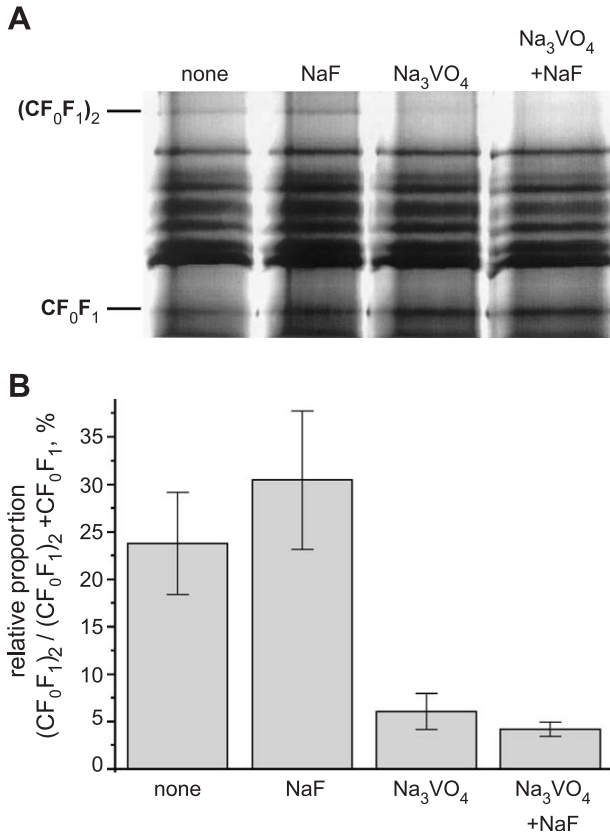 A
none NaF Na₃VO₄ Na₃VO₄
+NaF
(CF₀F₁)₂
CF₀F₁
B
relative proportion
(CF₀F₁)₂ / (CF₀F₁)₂ +CF₀F₁, %
35
30
25
20
15
10
5
0
none NaF Na₃VO₄ Na₃VO₄
+NaF